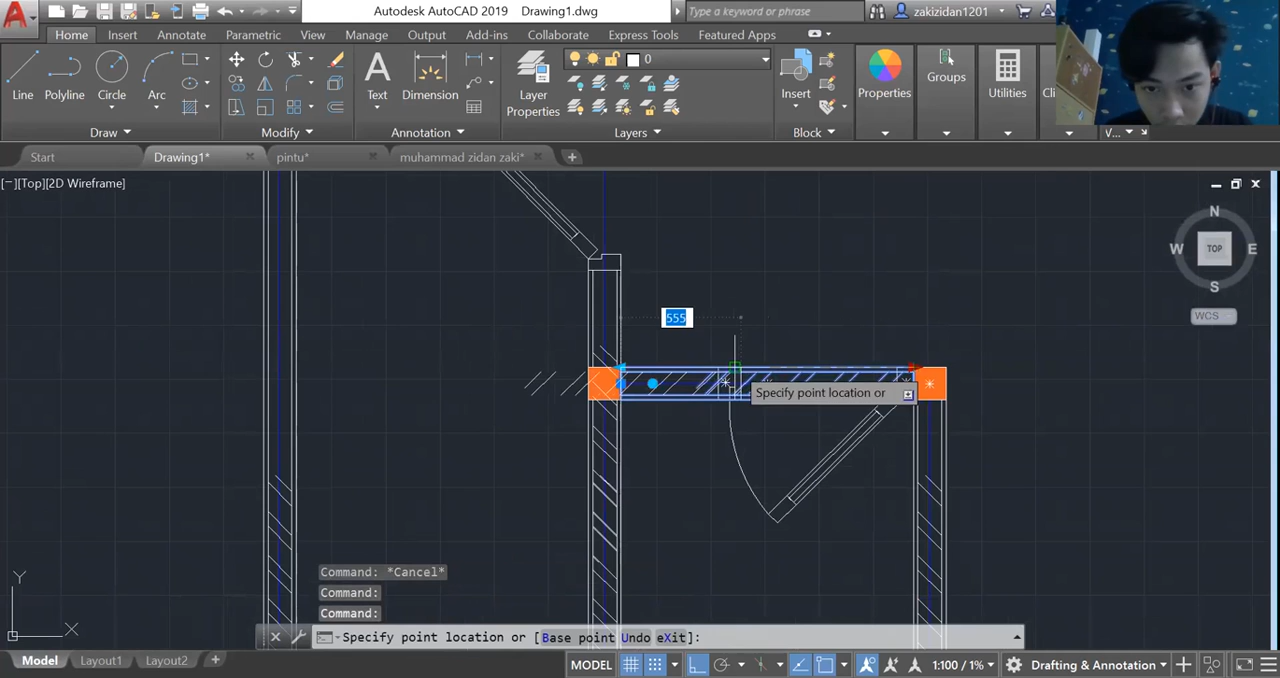 Autodesk AutoCAD 2019 Drawing1.dwg
Type a keyword or phrase
zakizidan1201
Home Insert Annotate Parametric View Manage Output Add-ins Collaborate Express Tools Featured Apps
0
Line Polyline Circle Arc
Text Dimension
Layer Properties
Insert
Properties
Groups
Utilities
Draw Modify Annotation Layers Block
V...
Start Drawing1* pintu* muhammad zidan zaki*
[−][Top][2D Wireframe]
N
W TOP E
S
WCS
555
Specify point location or
Command: *Cancel*
Command:
Command:
Y
X
Specify point location or [Base point Undo eXit]:
Model Layout1 Layout2
MODEL
1:100 / 1%
Drafting & Annotation